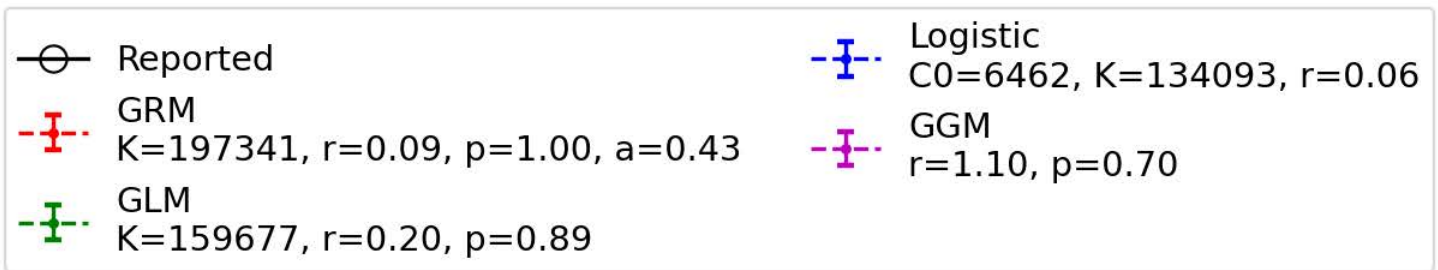 Reported
GRM
K=197341, r=0.09, p=1.00, a=0.43
GLM
K=159677, r=0.20, p=0.89
Logistic
C0=6462, K=134093, r=0.06
GGM
r=1.10, p=0.70